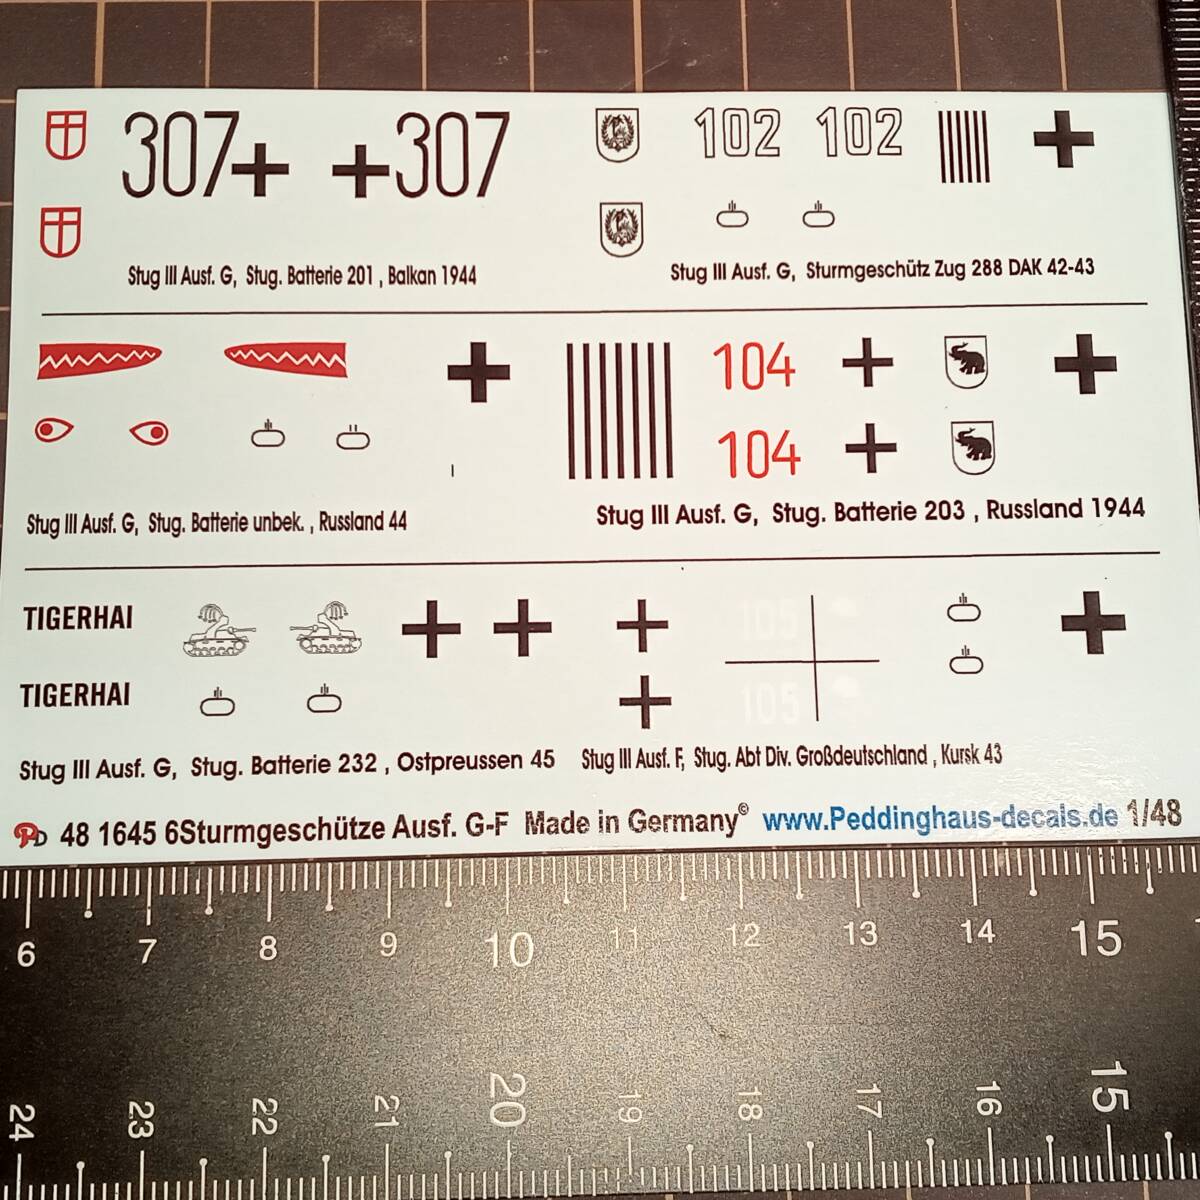 307 307
102 102
Stug III Ausf. G, Stug. Batterie 201 , Balkan 1944
Stug III Ausf. G, Sturmgeschütz Zug 288 DAK 42-43
104
104
Stug III Ausf. G, Stug. Batterie unbek. , Russland 44
Stug III Ausf. G, Stug. Batterie 203 , Russland 1944
TIGERHAI
105
TIGERHAI
105
Stug III Ausf. G, Stug. Batterie 232 , Ostpreussen 45
Stug III Ausf. F, Stug. Abt Div. Großdeutschland , Kursk 43
PD 48 1645 6Sturmgeschütze Ausf. G-F Made in Germany© www.Peddinghaus-decals.de 1/48
6 7 8 9 10 11 12 13 14 15
24 23 22 21 20 19 18 17 16 15